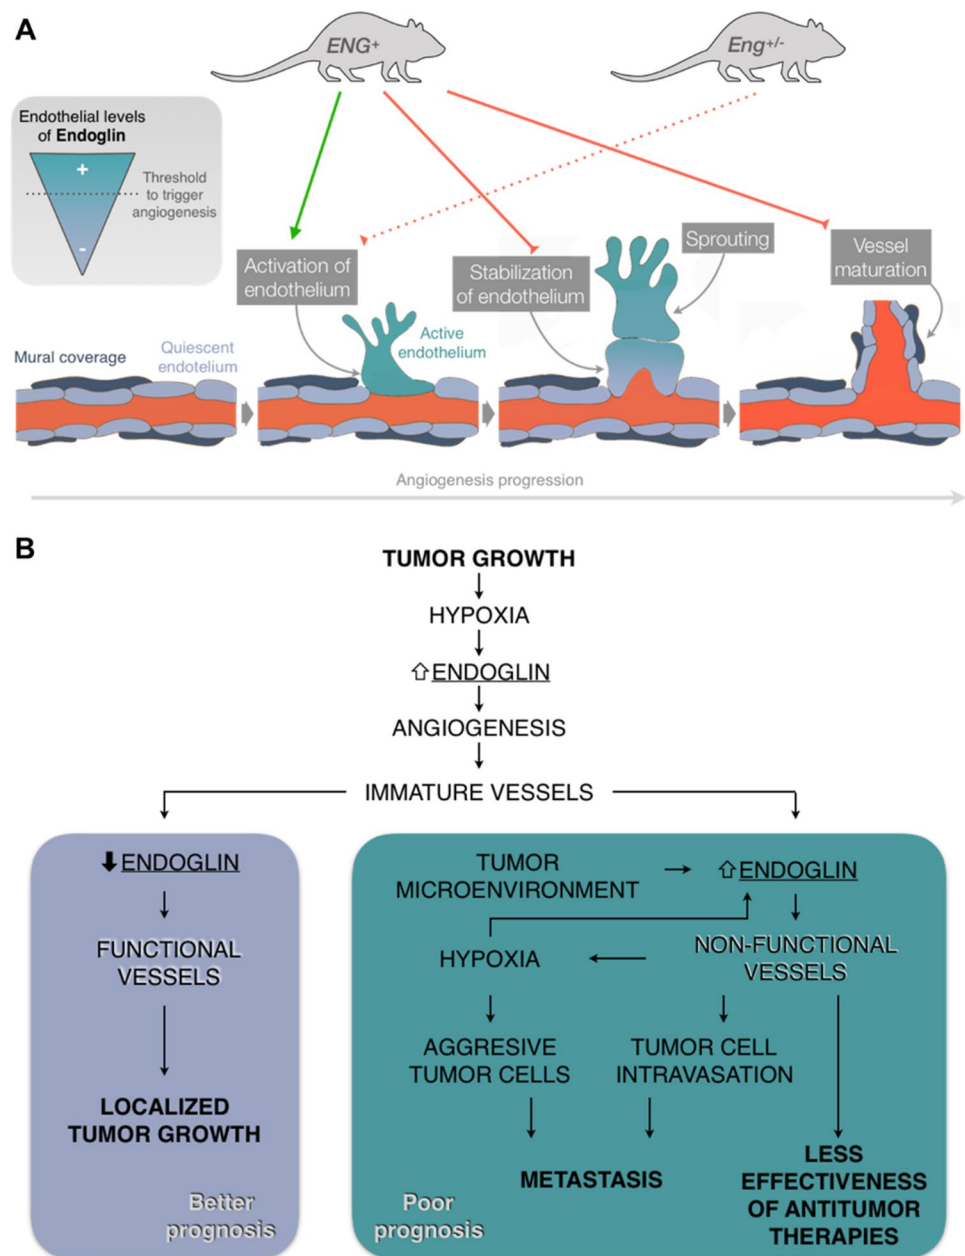 A
ENG+
Eng+/-
Endothelial levels
of Endoglin
+
-
Threshold
to trigger
angiogenesis
Activation of
endothelium
Stabilization
of endothelium
Sprouting
Vessel
maturation
Mural coverage
Quiescent
endotelium
Active
endothelium
Angiogenesis progression
B
TUMOR GROWTH
HYPOXIA
⇧ENDOGLIN
ANGIOGENESIS
IMMATURE VESSELS
⬇ENDOGLIN
FUNCTIONAL
VESSELS
LOCALIZED
TUMOR GROWTH
Better
prognosis
TUMOR
MICROENVIRONMENT
⇧ENDOGLIN
HYPOXIA
NON-FUNCTIONAL
VESSELS
AGGRESIVE
TUMOR CELLS
TUMOR CELL
INTRAVASATION
METASTASIS
LESS
EFFECTIVENESS
OF ANTITUMOR
THERAPIES
Poor
prognosis